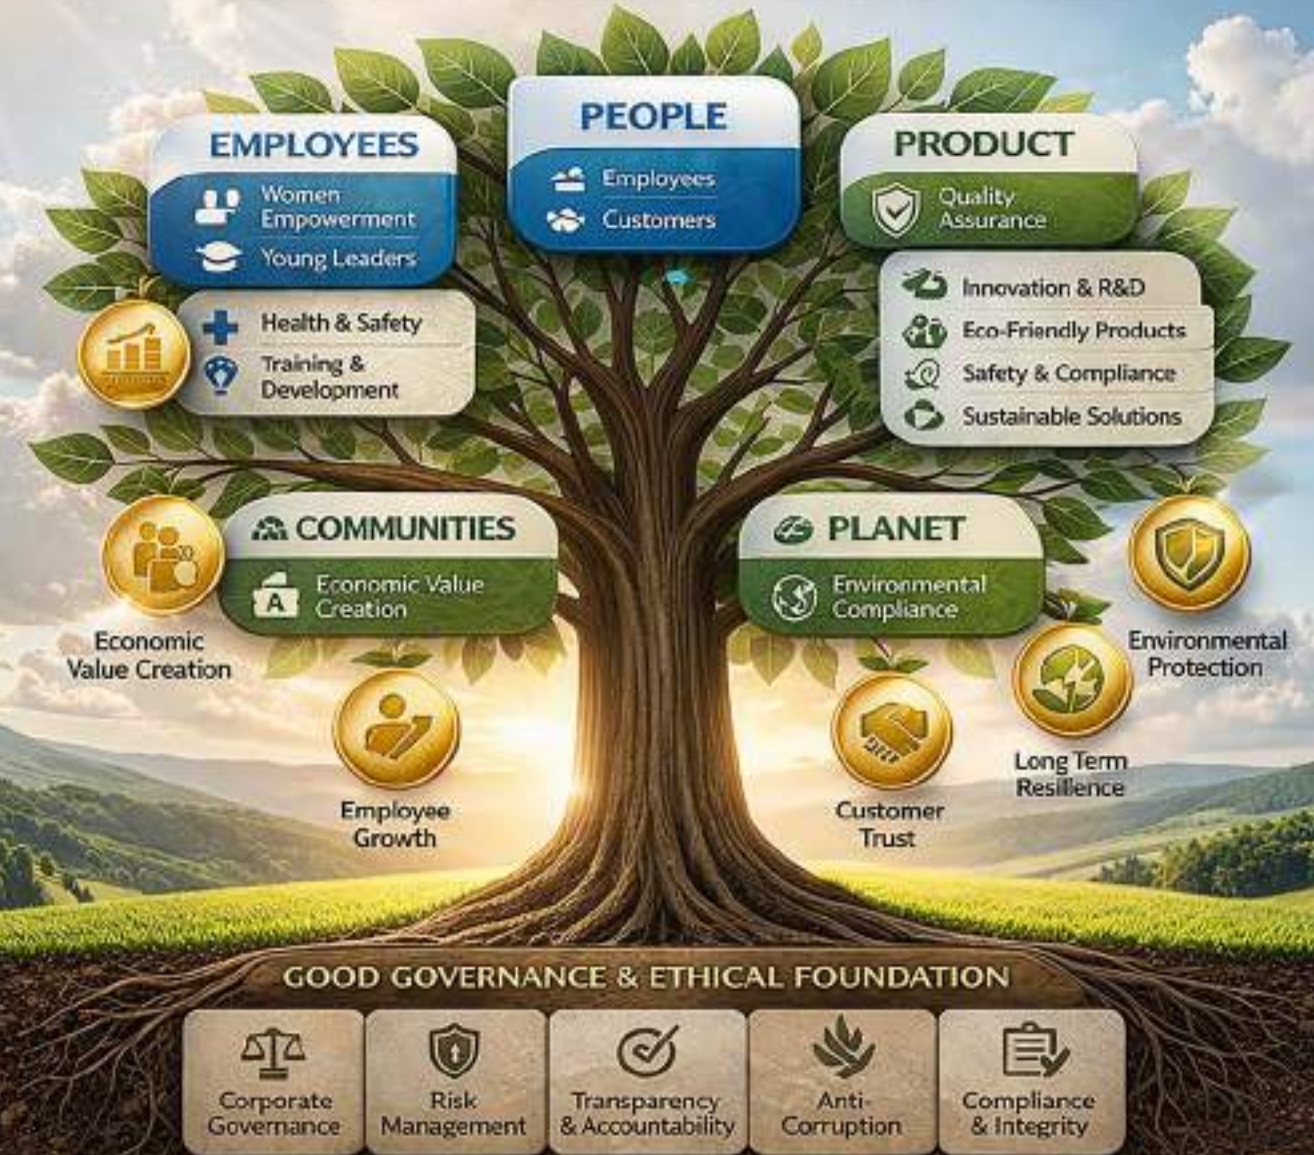 PEOPLE
Employees
Customers
EMPLOYEES
Women
Empowerment
Young Leaders
Health & Safety
Training &
Development
PRODUCT
Quality
Assurance
Innovation & R&D
Eco-Friendly Products
Safety & Compliance
Sustainable Solutions
COMMUNITIES
A
Economic Value
Creation
PLANET
Environmental
Compliance
Economic
Value Creation
Employee
Growth
Customer
Trust
Long Term
Resilience
Environmental
Protection
GOOD GOVERNANCE & ETHICAL FOUNDATION
Corporate
Governance
Risk
Management
Transparency
& Accountability
Anti-
Corruption
Compliance
& Integrity